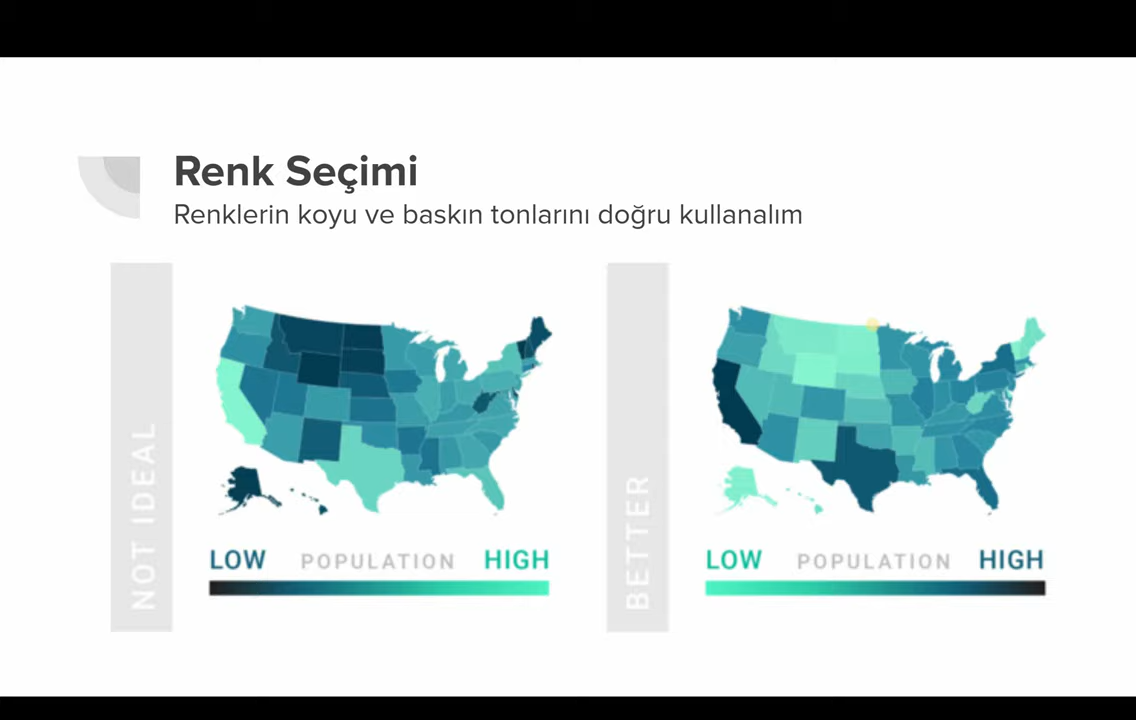 Renk Seçimi
Renklerin koyu ve baskın tonlarını doğru kullanalım
NOT IDEAL
LOW POPULATION HIGH
BETTER
LOW POPULATION HIGH